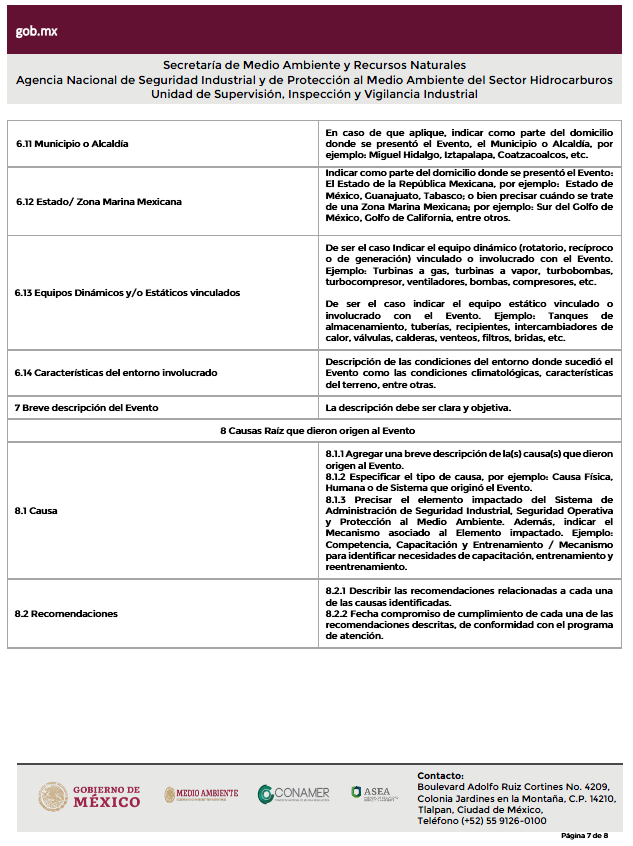 gob.mx
Secretaría de Medio Ambiente y Recursos Naturales
Agencia Nacional de Seguridad Industrial y de Protección al Medio Ambiente del Sector Hidrocarburos
Unidad de Supervisión, Inspección y Vigilancia Industrial
6.11 Municipio o Alcaldía
En caso de que aplique, indicar como parte del domicilio
donde se presentó el Evento, el Municipio o Alcaldía, por
ejemplo: Miguel Hidalgo, Iztapalapa, Coatzacoalcos, etc.
6.12 Estado/ Zona Marina Mexicana
Indicar como parte del domicilio donde se presentó el Evento:
El Estado de la República Mexicana, por ejemplo: Estado de
México, Guanajuato, Tabasco; o bien precisar cuándo se trate
de una Zona Marina Mexicana; por ejemplo: Sur del Golfo de
México, Golfo de California, entre otros.
6.13 Equipos Dinámicos y/o Estáticos vinculados
De ser el caso Indicar el equipo dinámico (rotatorio, recíproco
o de generación) vinculado o involucrado con el Evento.
Ejemplo: Turbinas a gas, turbinas a vapor, turbobombas,
turbocompresor, ventiladores, bombas, compresores, etc.
De ser el caso indicar el equipo estático vinculado o
involucrado con el Evento. Ejemplo: Tanques de
almacenamiento, tuberías, recipientes, intercambiadores de
calor, válvulas, calderas, venteos, filtros, bridas, etc.
6.14 Características del entorno involucrado
Descripción de las condiciones del entorno donde sucedió el
Evento como las condiciones climatológicas, características
del terreno, entre otras.
7 Breve descripción del Evento
La descripción debe ser clara y objetiva.
8 Causas Raíz que dieron origen al Evento
8.1 Causa
8.1.1 Agregar una breve descripción de la(s) causa(s) que dieron
origen al Evento.
8.1.2 Especificar el tipo de causa, por ejemplo: Causa Física,
Humana o de Sistema que originó el Evento.
8.1.3 Precisar el elemento impactado del Sistema de
Administración de Seguridad Industrial, Seguridad Operativa
y Protección al Medio Ambiente. Además, indicar el
Mecanismo asociado al Elemento impactado. Ejemplo:
Competencia, Capacitación y Entrenamiento / Mecanismo
para identificar necesidades de capacitación, entrenamiento y
reentrenamiento.
8.2 Recomendaciones
8.2.1 Describir las recomendaciones relacionadas a cada una
de las causas identificadas.
8.2.2 Fecha compromiso de cumplimiento de cada una de las
recomendaciones descritas, de conformidad con el programa
de atención.
GOBIERNO DE
MÉXICO
MEDIO AMBIENTE
CONAMER
ASEA
Contacto:
Boulevard Adolfo Ruiz Cortines No. 4209,
Colonia Jardines en la Montaña, C.P. 14210,
Tlalpan, Ciudad de México,
Teléfono (+52) 55 9126-0100
Página 7 de 8